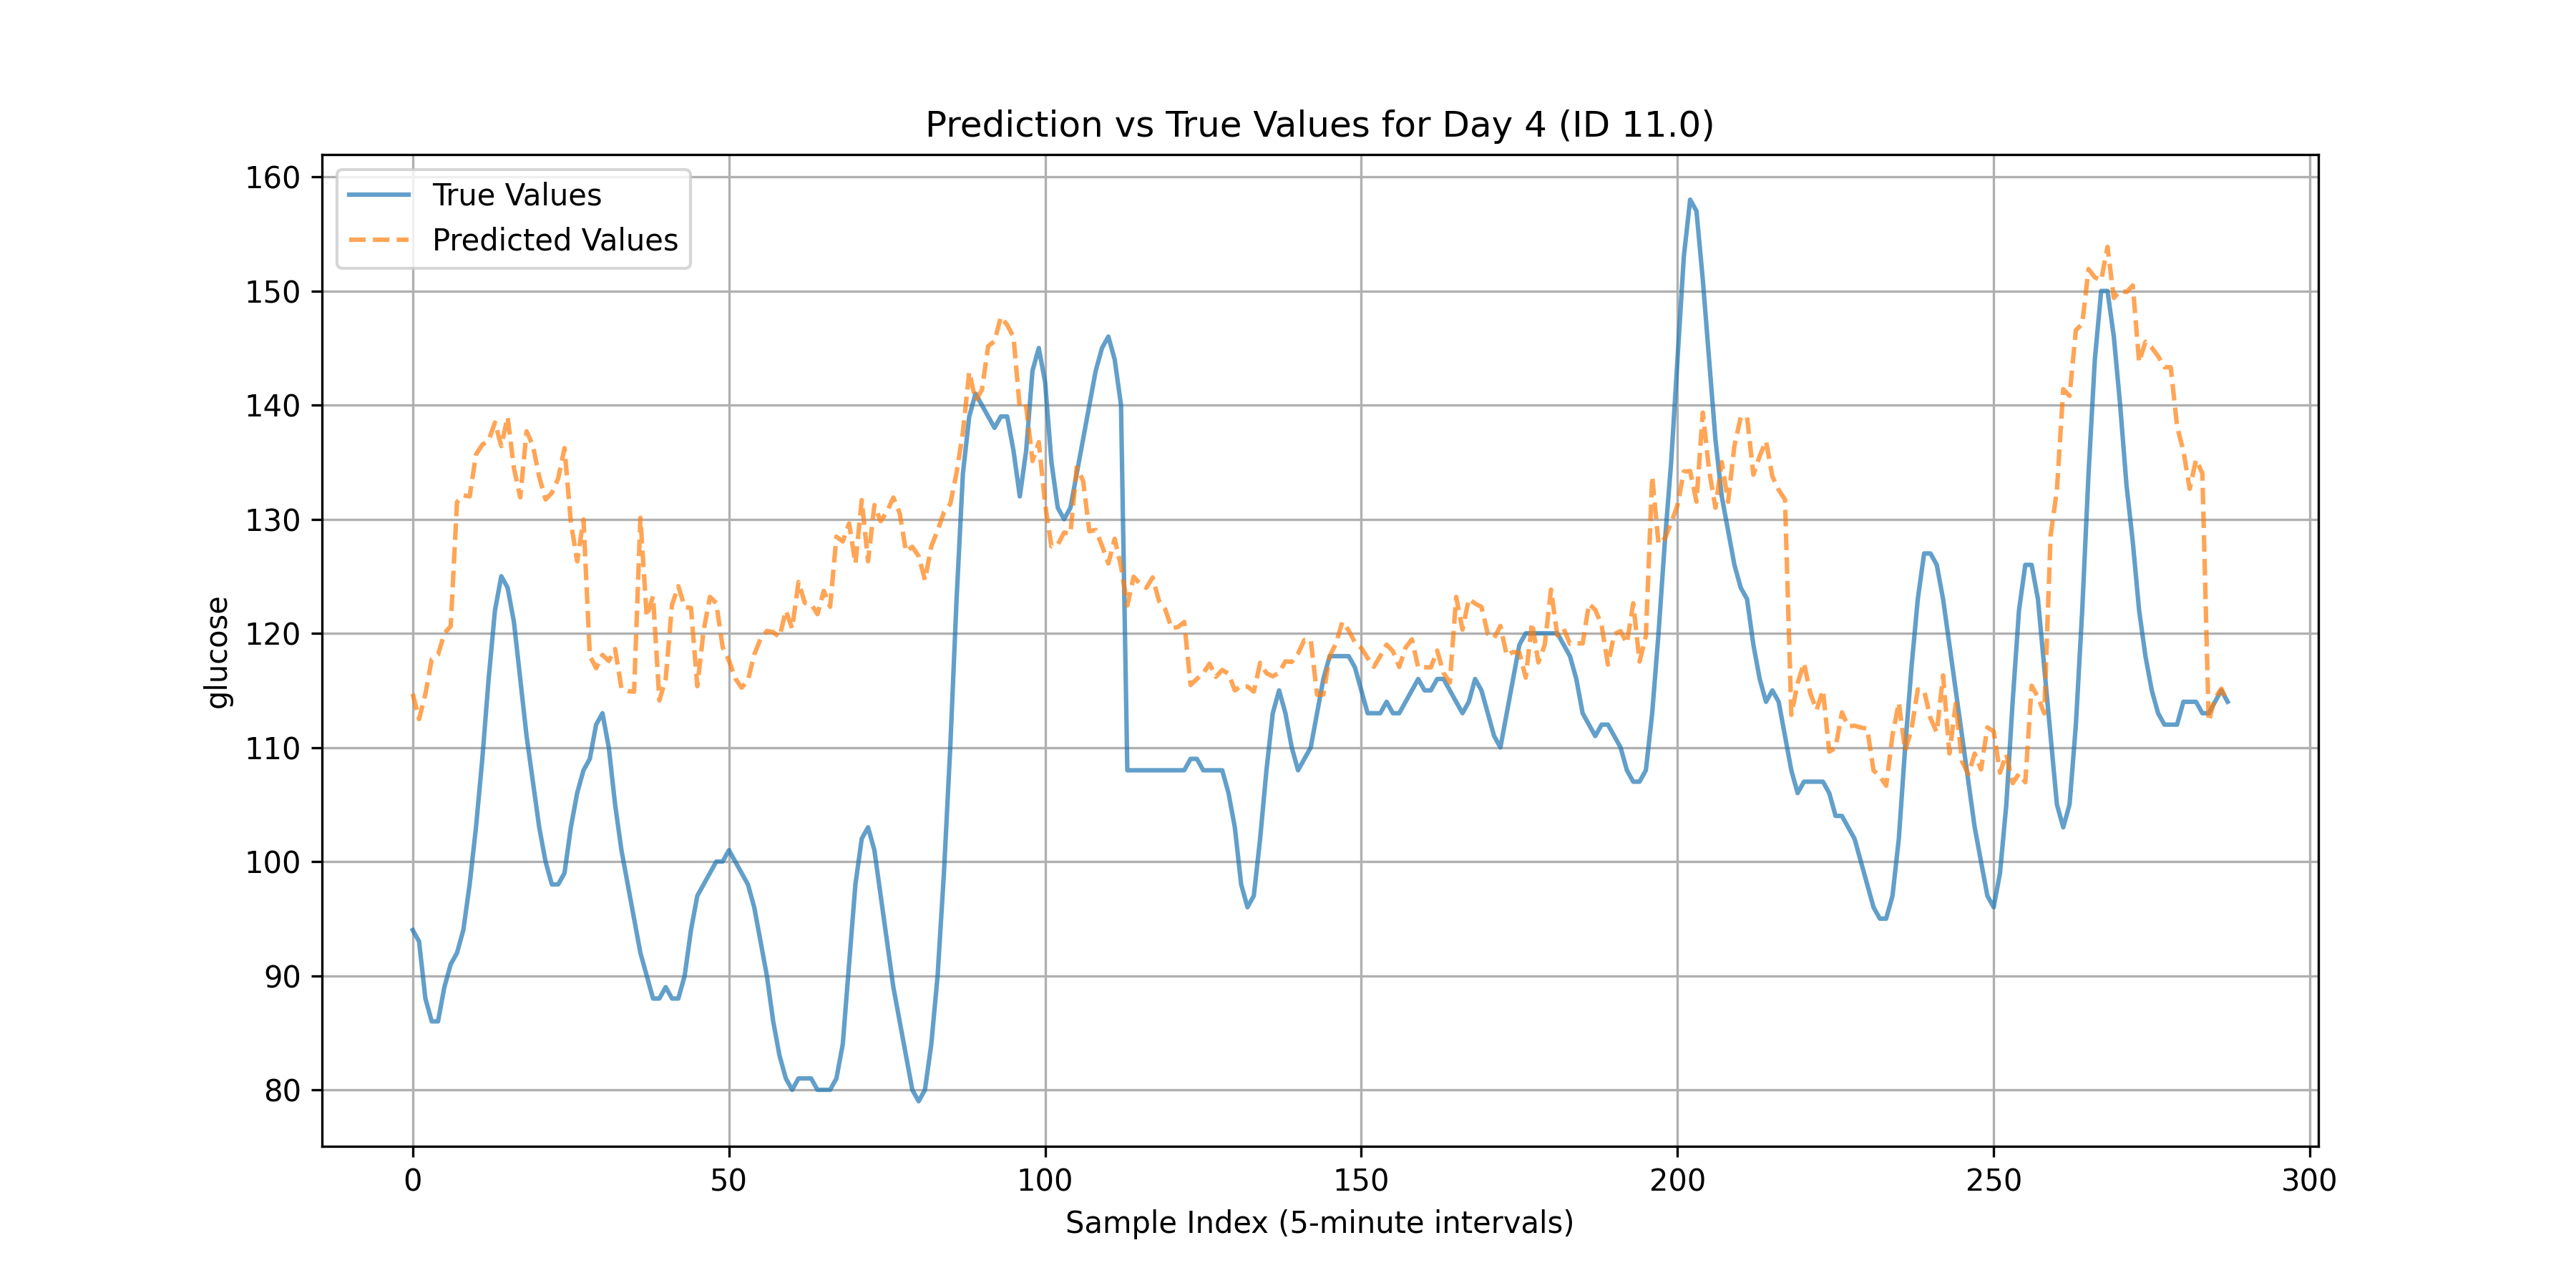 Prediction vs True Values for Day 4 (ID 11.0)
True Values
Predicted Values
glucose
160
150
140
130
120
110
100
90
80
0 50 100 150 200 250 300
Sample Index (5-minute intervals)